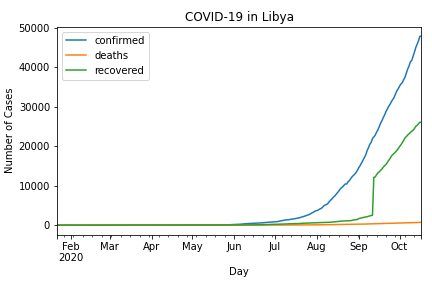 COVID-19 in Libya
confirmed
deaths
recovered
Number of Cases
50000
40000
30000
20000
10000
0
Feb Mar Apr May Jun Jul Aug Sep Oct
2020
Day